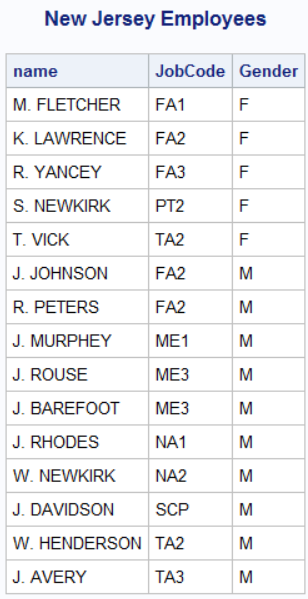 New Jersey Employees
name JobCode Gender
M. FLETCHER FA1 F
K. LAWRENCE FA2 F
R. YANCEY FA3 F
S. NEWKIRK PT2 F
T. VICK TA2 F
J. JOHNSON FA2 M
R. PETERS FA2 M
J. MURPHEY ME1 M
J. ROUSE ME3 M
J. BAREFOOT ME3 M
J. RHODES NA1 M
W. NEWKIRK NA2 M
J. DAVIDSON SCP M
W. HENDERSON TA2 M
J. AVERY TA3 M